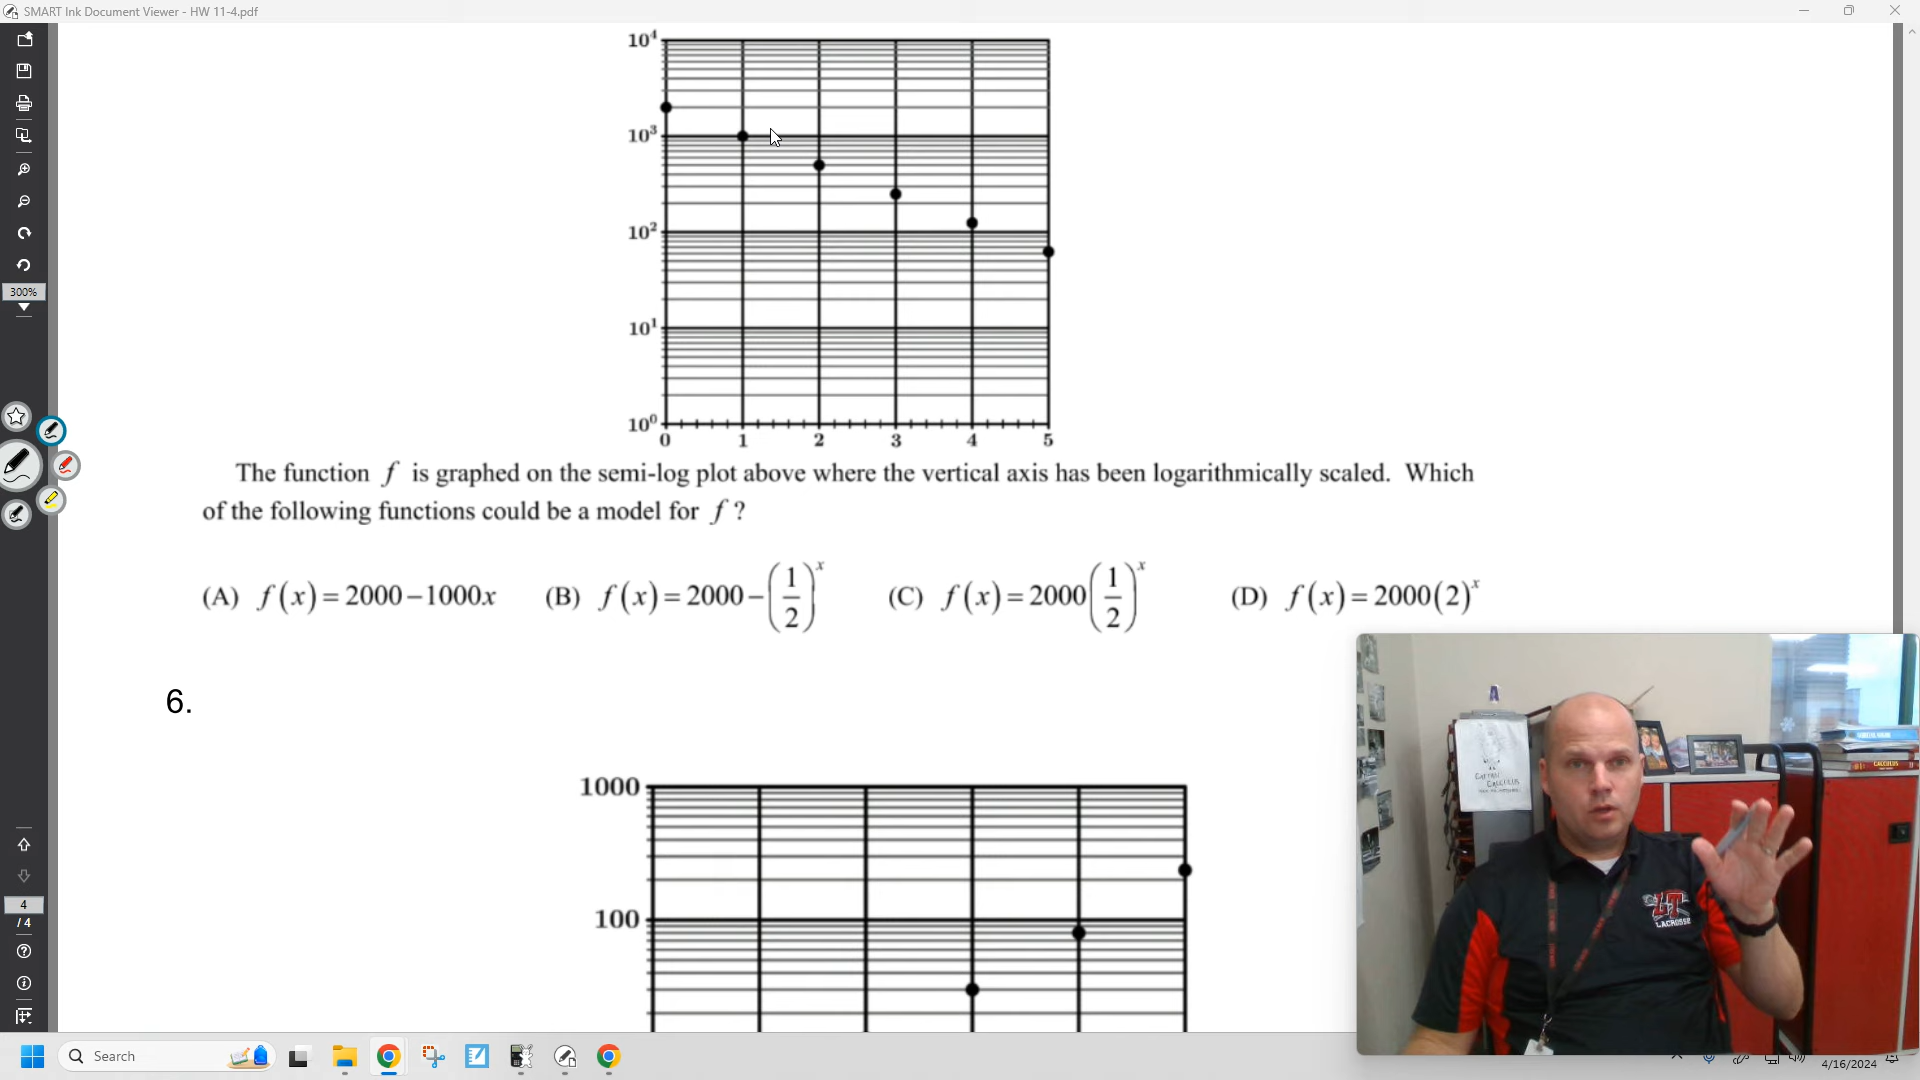 SMART Ink Document Viewer - HW 11-4.pdf
10⁴
10³
10²
10¹
10⁰
0 1 2 3 4 5
The function f is graphed on the semi-log plot above where the vertical axis has been logarithmically scaled. Which
of the following functions could be a model for f ?
(A) f(x) = 2000 − 1000x (B) f(x) = 2000 − (1/2)ˣ (C) f(x) = 2000(1/2)ˣ (D) f(x) = 2000(2)ˣ
6.
1000
100
300%
4
/ 4
CALCULUS
LT
LACROSSE
Search
4/16/2024